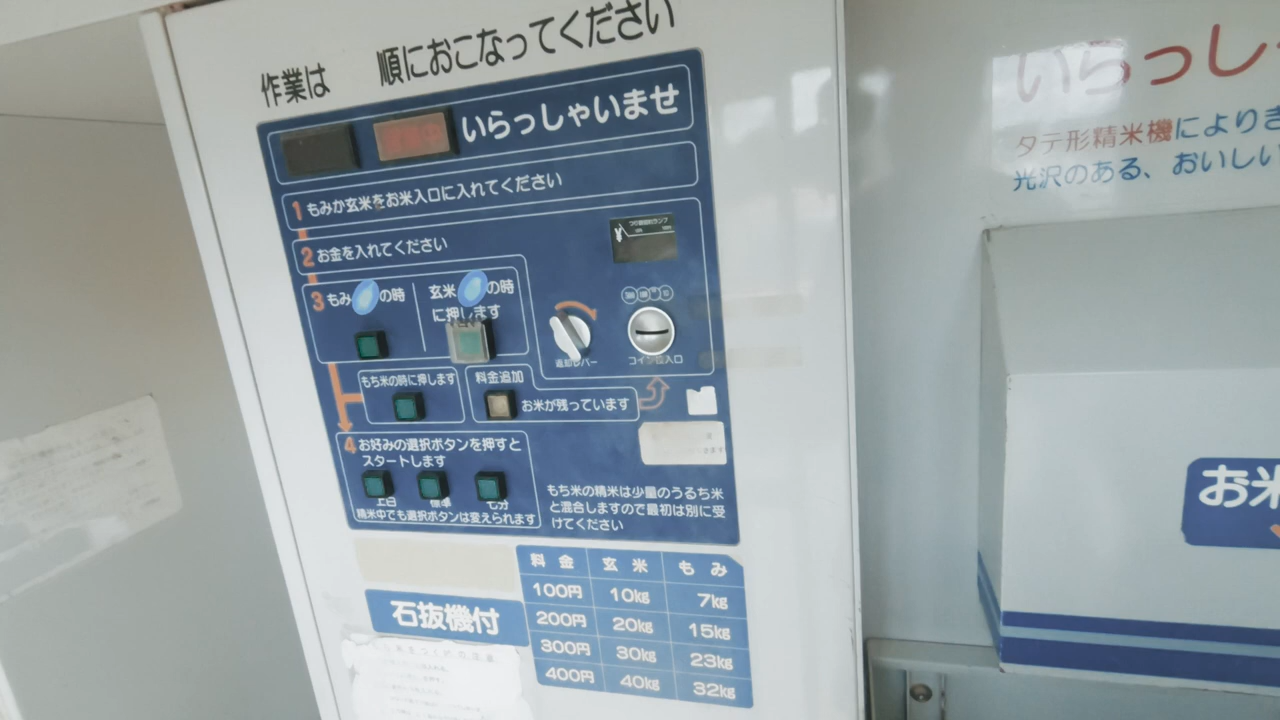 作業は 順におこなってください
いらっしゃいませ
1 もみか玄米をお米入口に入れてください
2 お金を入れてください
3 もみ の時
玄米 の時
に押します
返却レバー
コイン投入口
もち米の時に押します
料金追加
お米が残っています
4 お好みの選択ボタンを押すと
スタートします
上白 標準 七分
精米中でも選択ボタンは変えられます
もち米の精米は少量のうるち米
と混合しますので最初は別に受
けてください
石抜機付
料金 玄米 もみ
100円 10kg 7kg
200円 20kg 15kg
300円 30kg 23kg
400円 40kg 32kg
いらっし
タテ形精米機によりき
光沢のある、おいしい
お米